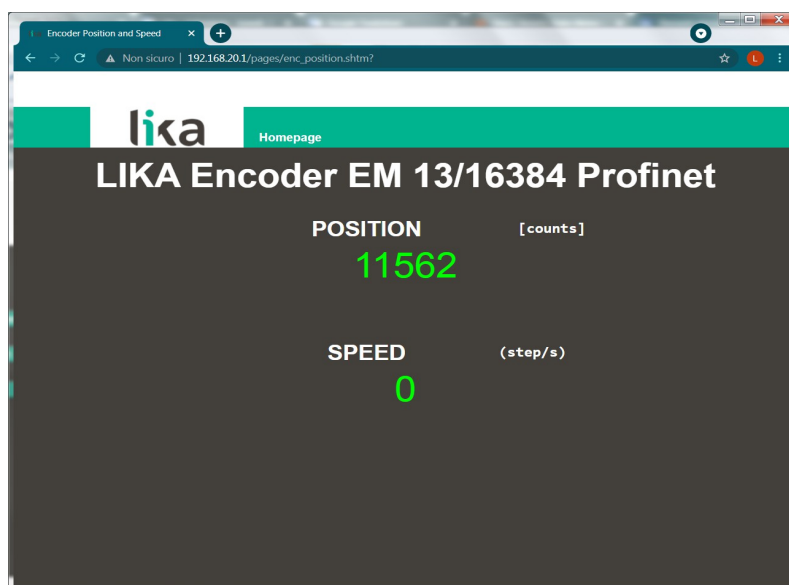 Encoder Position and Speed
Non sicuro | 192.168.20.1/pages/enc_position.shtm?
L
lika
Homepage
LIKA Encoder EM 13/16384 Profinet
POSITION [counts]
11562
SPEED (step/s)
0